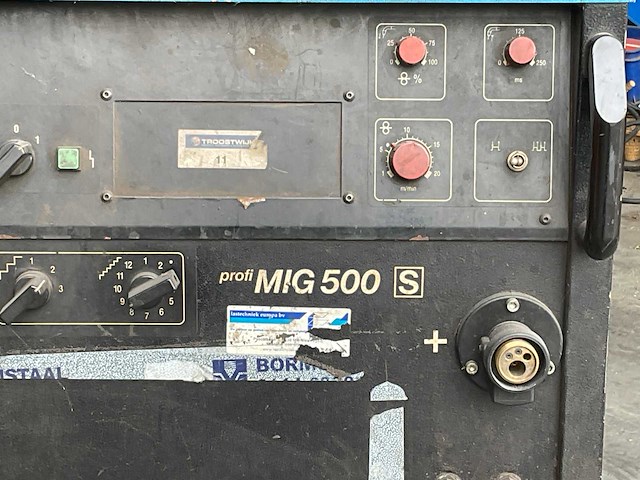 50
25 75
0 100
%
125
0 250
ms
0 1
TROOSTWIJK
11
10
5 15
1 20
m/min
1 2 3
12 1 2
11
10
9 5
8 7 6
profi MIG 500 S
lastechniek europa bv
+
STAAL
BORM